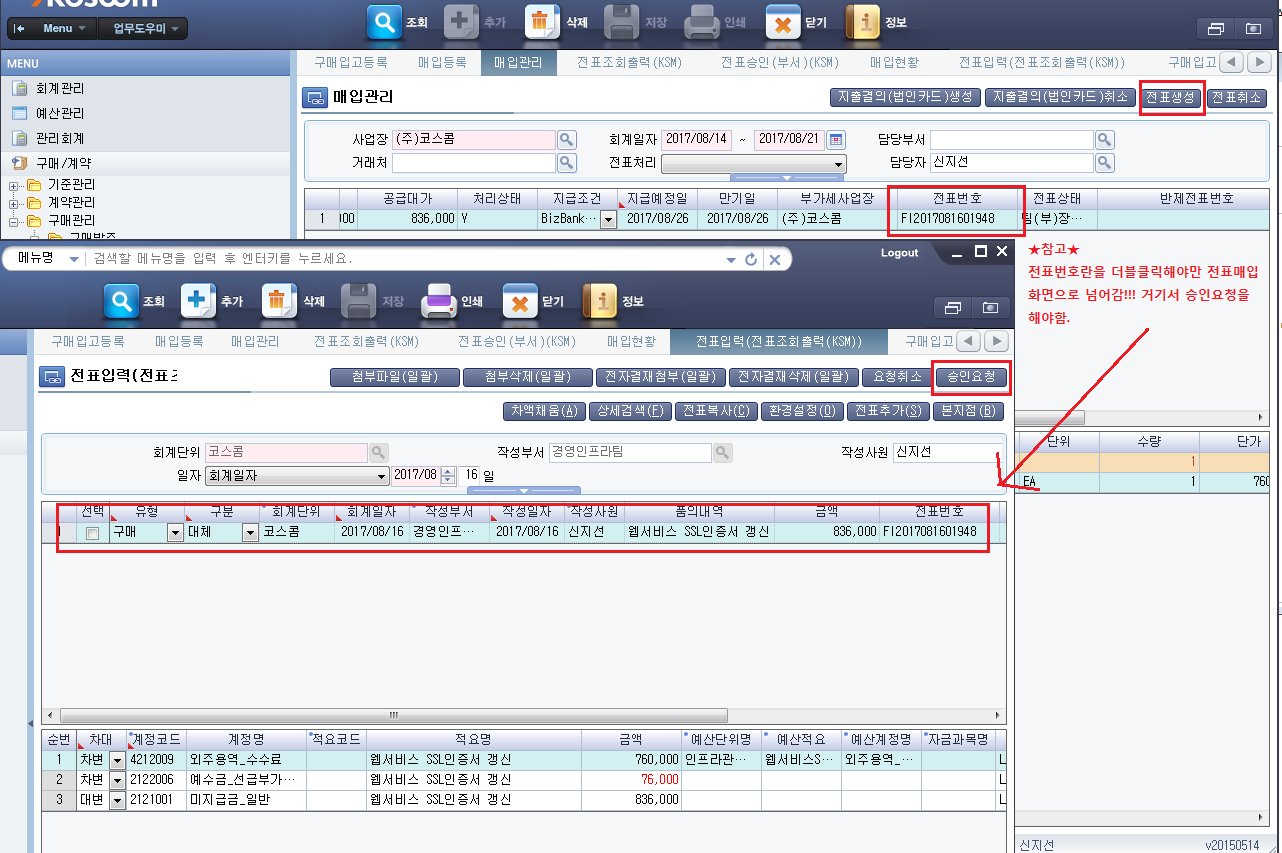 Koscom
Menu
업무도우미
조회
추가
삭제
저장
인쇄
닫기
정보
MENU
회계관리
예산관리
관리회계
구매/계약
기준관리
계약관리
구매관리
구매발주
구매입고등록
매입등록
매입관리
전표조회출력(KSM)
전표승인(부서)(KSM)
매입현황
전표입력(전표조회출력(KSM))
구매입고
매입관리
지출결의(법인카드)생성
지출결의(법인카드)취소
전표생성
전표취소
사업장 (주)코스콤
회계일자 2017/08/14 ~ 2017/08/21
담당부서
거래처
전표처리
담당자 신지선
공급대가 처리상태 지급조건 지급예정일 만기일 부가세사업장 전표번호 전표상태 반제전표번호
1 00 836,000 Y BizBank… 2017/08/26 2017/08/26 (주)코스콤 FI2017081601948 팀(부)장…
★참고★
전표번호란을 더블클릭해야만 전표매입
화면으로 넘어감!!! 거기서 승인요청을
해야함.
메뉴명
검색할 메뉴명을 입력 후 엔터키를 누르세요.
Logout
조회
추가
삭제
저장
인쇄
닫기
정보
구매입고등록
매입등록
매입관리
전표조회출력(KSM)
전표승인(부서)(KSM)
매입현황
전표입력(전표조회출력(KSM))
구매입고
전표입력(전표조
첨부파일(일괄)
첨부삭제(일괄)
전자결재첨부(일괄)
전자결재삭제(일괄)
요청취소
승인요청
차액채움(A)
상세검색(F)
전표복사(C)
환경설정(O)
전표추가(S)
본지점(B)
회계단위 코스콤
작성부서 경영인프라팀
작성사원 신지선
일자 회계일자 2017/08 16 일
선택 유형 구분 회계단위 회계일자 작성부서 작성일자 작성사원 품의내역 금액 전표번호
1 구매 대체 코스콤 2017/08/16 경영인프… 2017/08/16 신지선 웹서비스 SSL인증서 갱신 836,000 FI2017081601948
단위 수량 단가
1
EA 1 760
순번 차대 계정코드 계정명 적요코드 적요명 금액 예산단위명 예산적요 예산계정명 자금과목명
1 차변 4212009 외주용역_수수료 웹서비스 SSL인증서 갱신 760,000 인프라관… 웹서비스S… 외주용역_…
2 차변 2122006 예수금_선급부가… 웹서비스 SSL인증서 갱신 76,000
3 대변 2121001 미지급금_일반 웹서비스 SSL인증서 갱신 836,000
신지선
v20150514